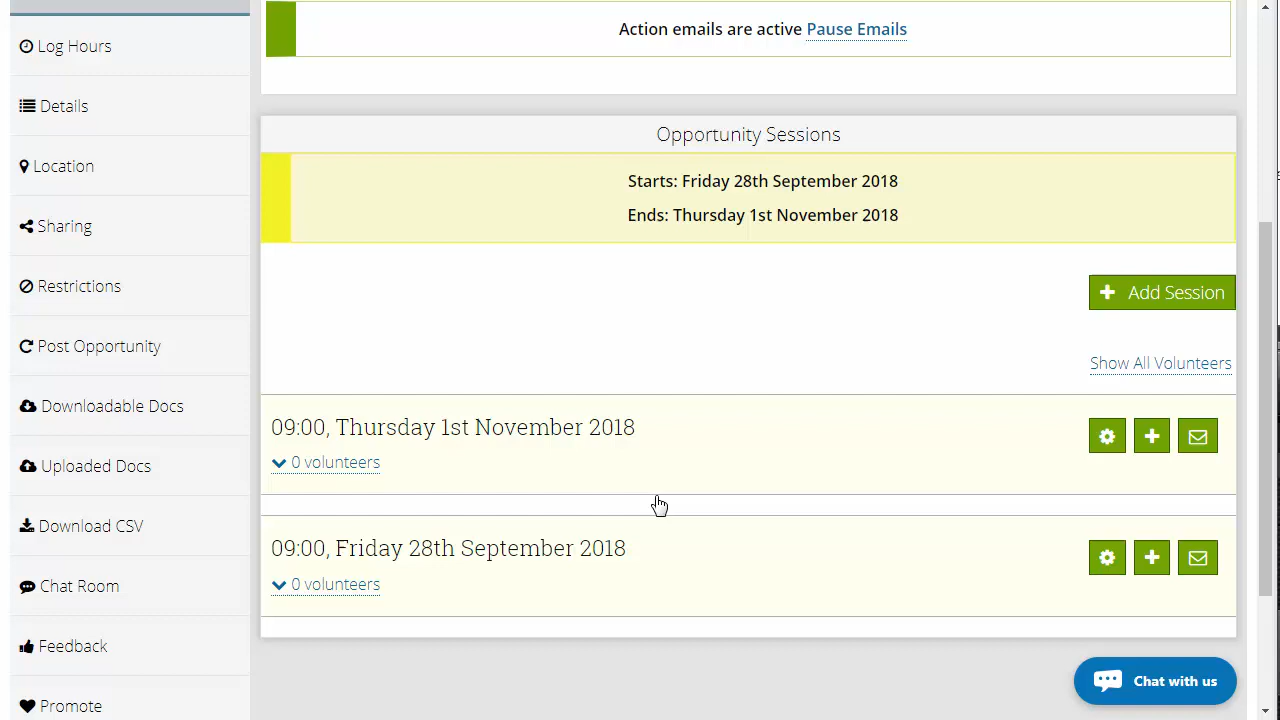 Log Hours
Details
Location
Sharing
Restrictions
Post Opportunity
Downloadable Docs
Uploaded Docs
Download CSV
Chat Room
Feedback
Promote
Action emails are active Pause Emails
Opportunity Sessions
Starts: Friday 28th September 2018
Ends: Thursday 1st November 2018
Add Session
Show All Volunteers
09:00, Thursday 1st November 2018
0 volunteers
09:00, Friday 28th September 2018
0 volunteers
Chat with us